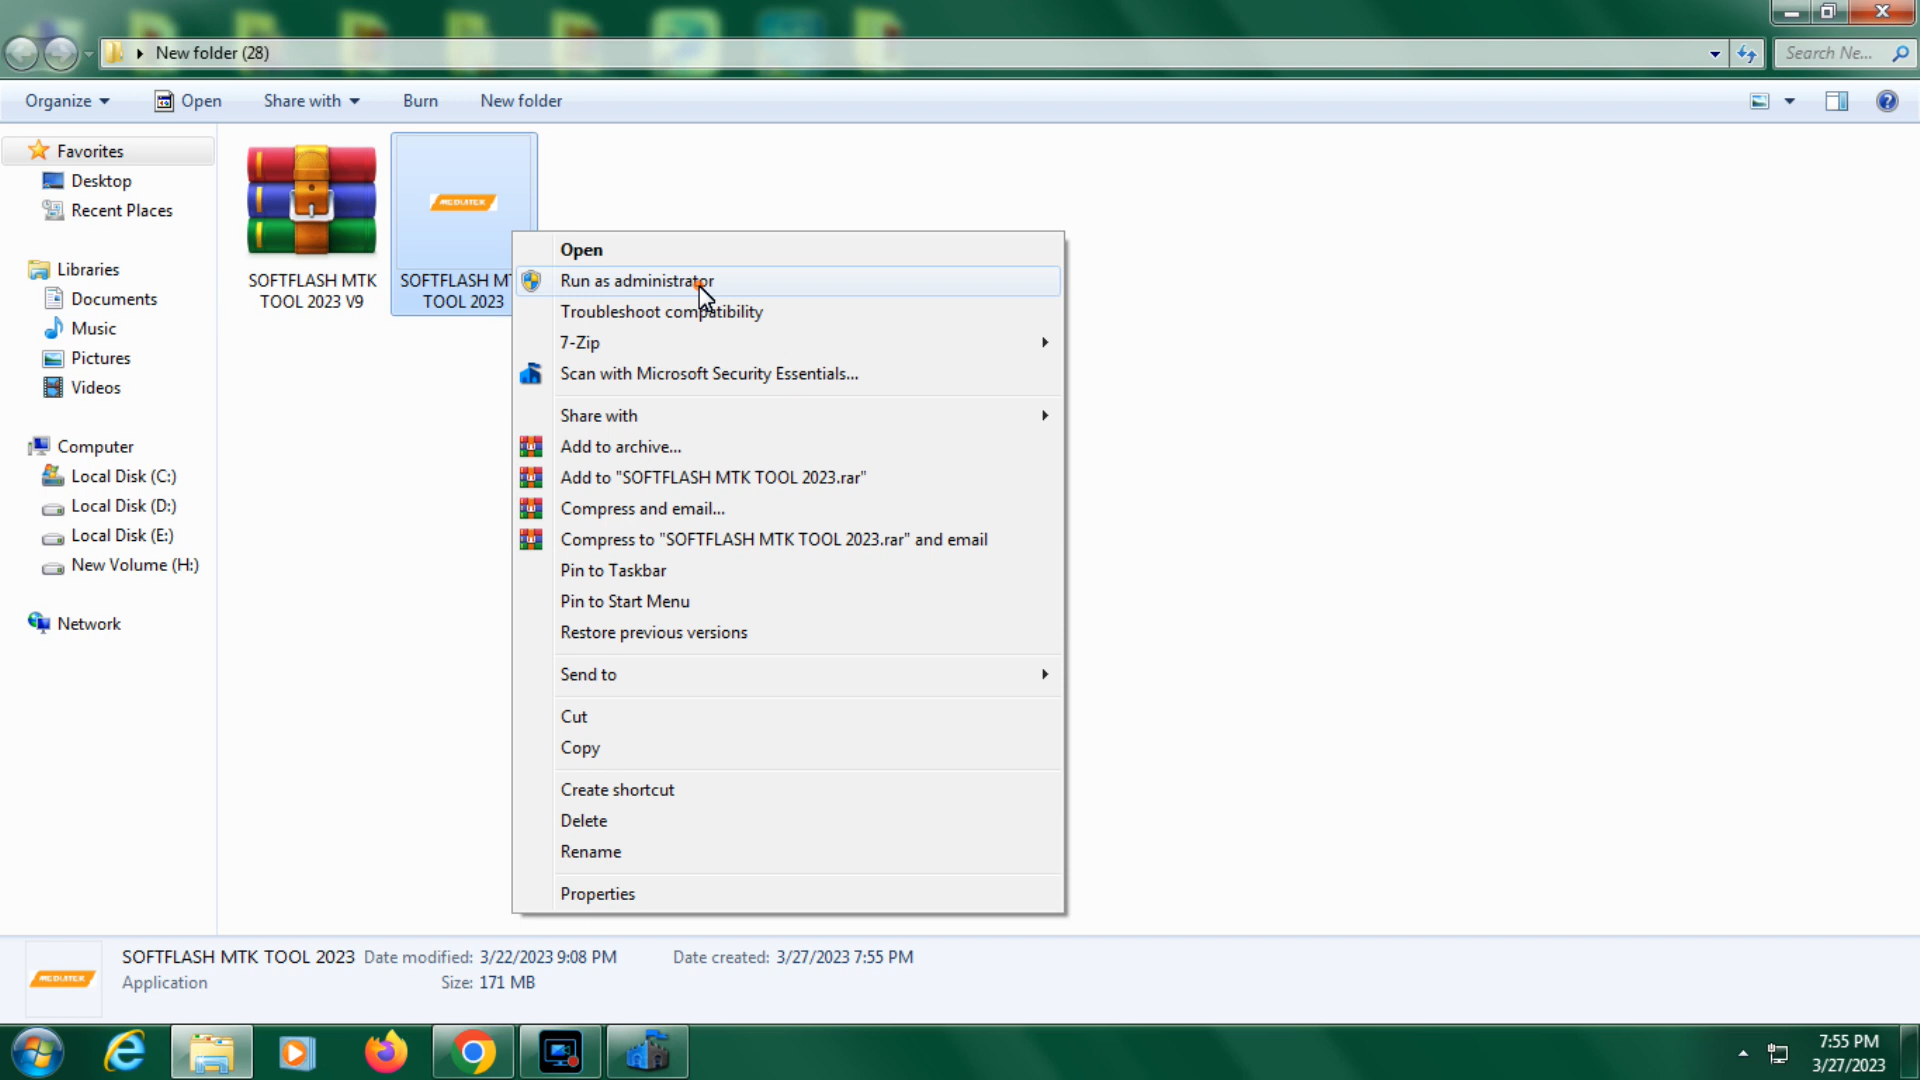 New folder (28)
Search Ne...
Organize
Open
Share with
Burn
New folder
Favorites
Desktop
Recent Places
Libraries
Documents
Music
Pictures
Videos
Computer
Local Disk (C:)
Local Disk (D:)
Local Disk (E:)
New Volume (H:)
Network
SOFTFLASH MTK
TOOL 2023 V9
MEDIATEK
SOFTFLASH MT
TOOL 2023
Open
Run as administrator
Troubleshoot compatibility
7-Zip
Scan with Microsoft Security Essentials...
Share with
Add to archive...
Add to "SOFTFLASH MTK TOOL 2023.rar"
Compress and email...
Compress to "SOFTFLASH MTK TOOL 2023.rar" and email
Pin to Taskbar
Pin to Start Menu
Restore previous versions
Send to
Cut
Copy
Create shortcut
Delete
Rename
Properties
MEDIATEK
SOFTFLASH MTK TOOL 2023 Date modified: 3/22/2023 9:08 PM Date created: 3/27/2023 7:55 PM
Application Size: 171 MB
7:55 PM
3/27/2023